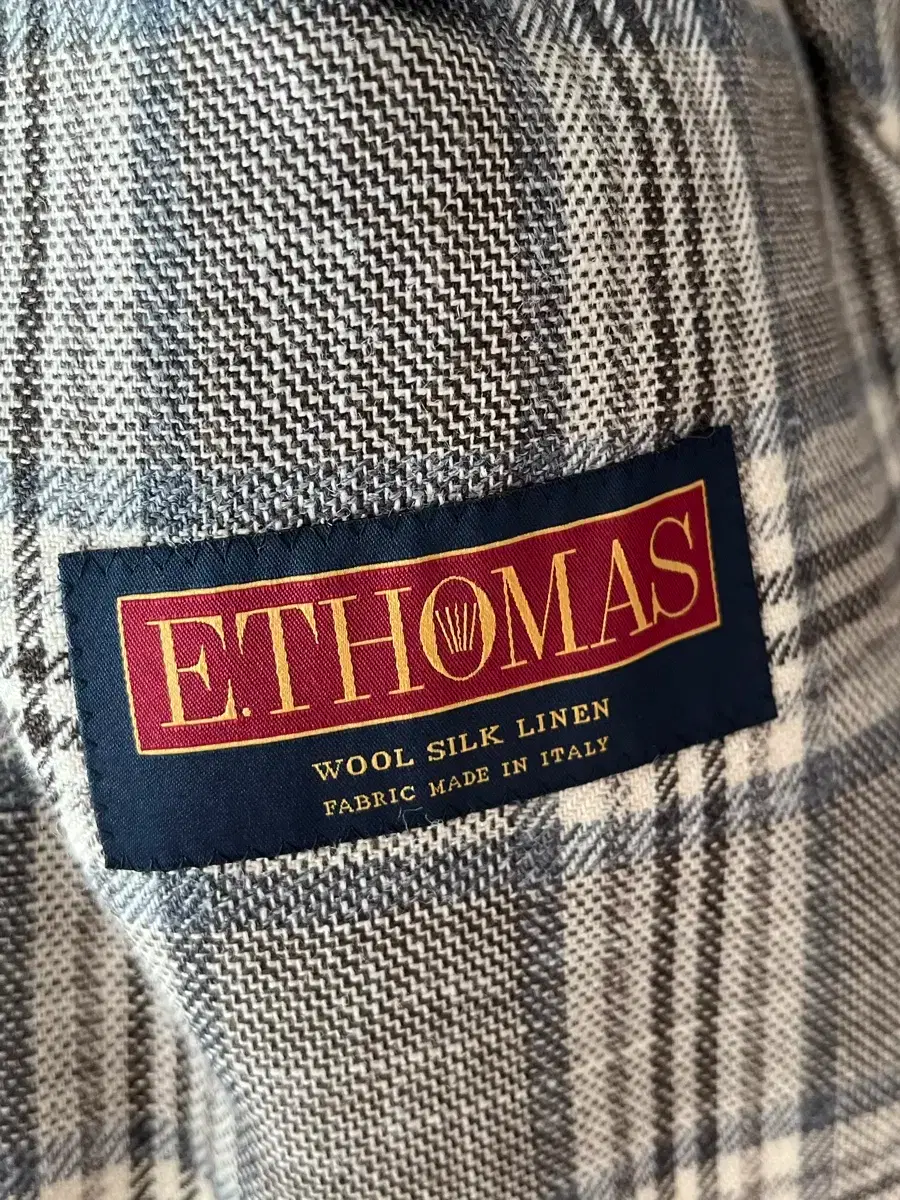 E.THOMAS
WOOL SILK LINEN
FABRIC MADE IN ITALY